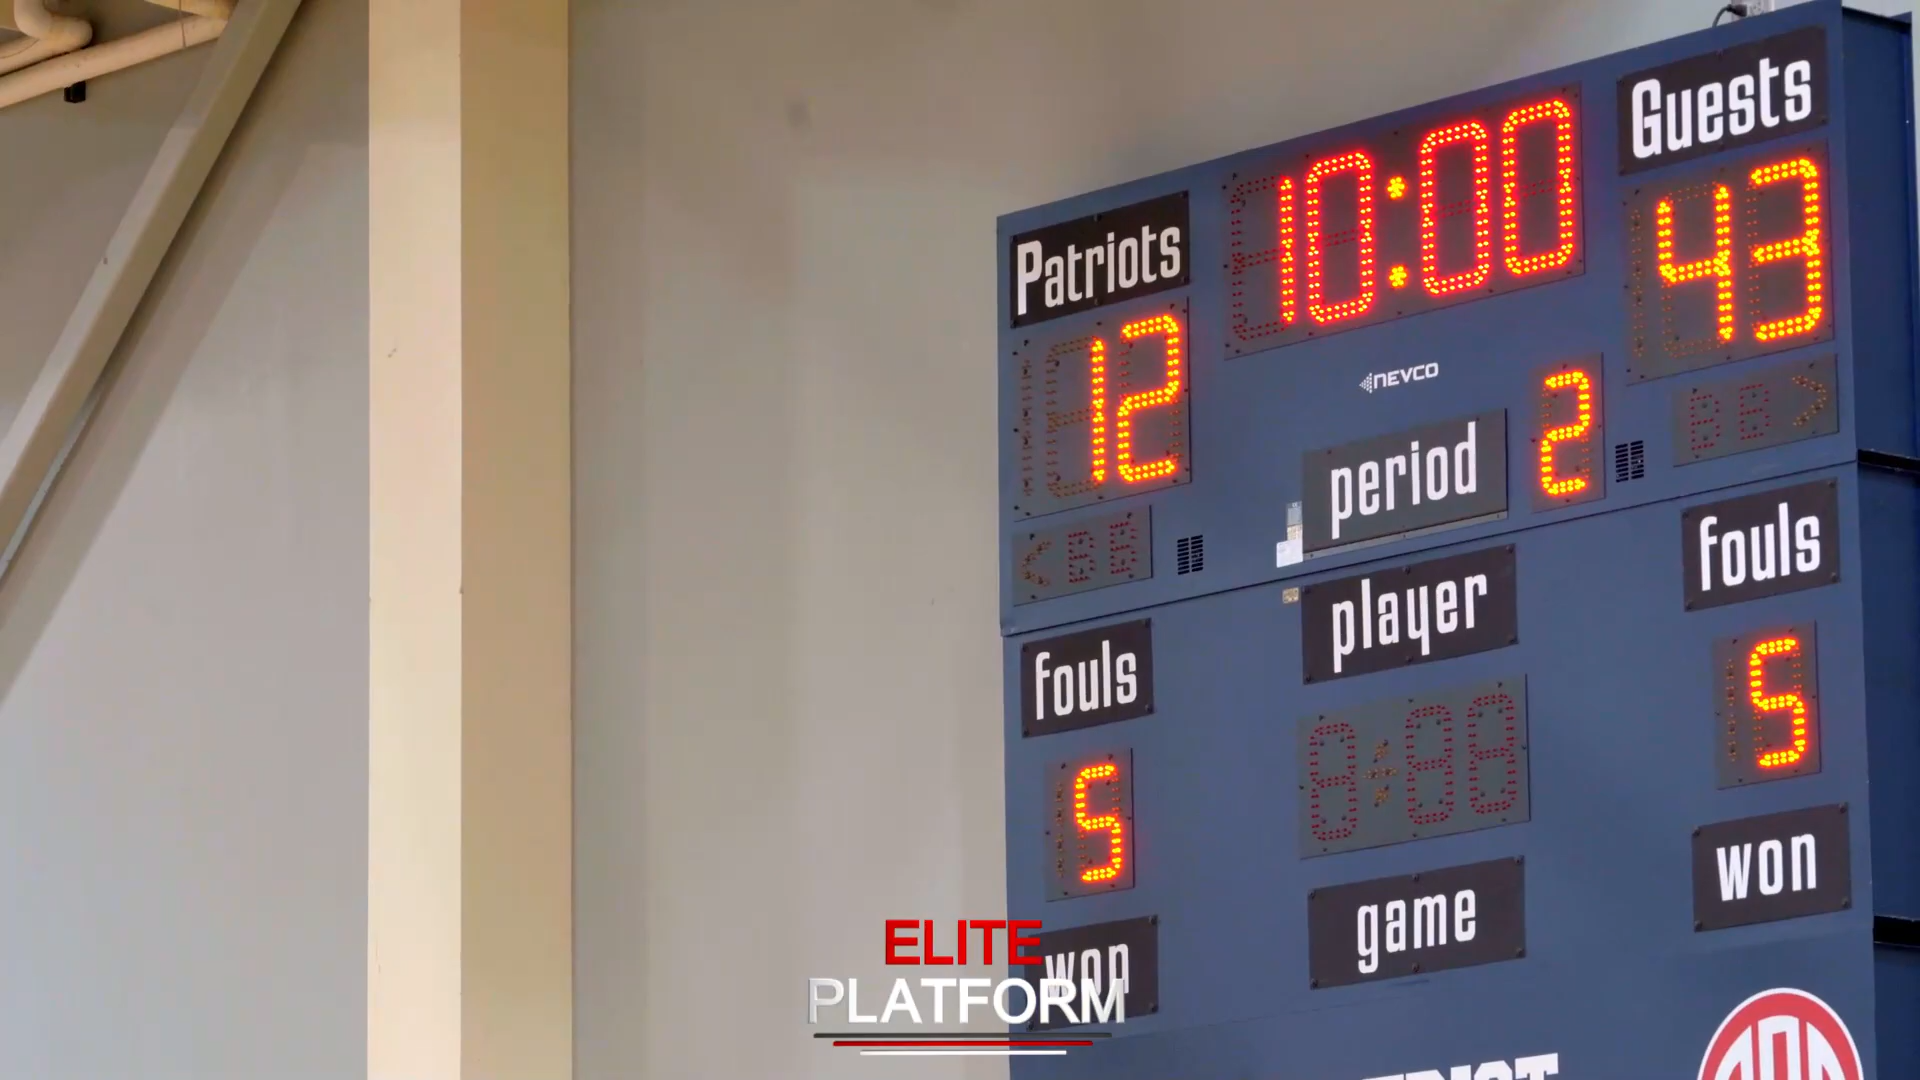 Guests
10:00
Patriots
43
12
NEVCO
2
period
fouls
player
fouls
5
5
won
game
won
ELITE
PLATFORM